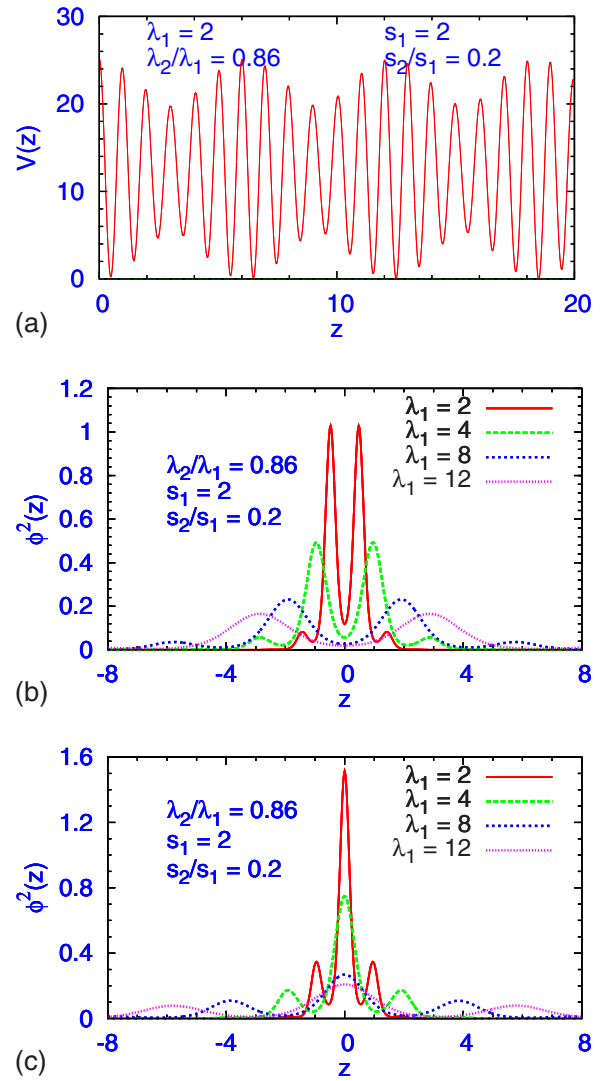 30
20
10
0
V(z)
λ₁ = 2
λ₂/λ₁ = 0.86
s₁ = 2
s₂/s₁ = 0.2
0
10
20
z
(a)
1.2
1
0.8
0.6
0.4
0.2
0
ϕ²(z)
λ₂/λ₁ = 0.86
s₁ = 2
s₂/s₁ = 0.2
λ₁ = 2
λ₁ = 4
λ₁ = 8
λ₁ = 12
-8
-4
0
4
8
z
(b)
1.6
1.2
0.8
0.4
0
ϕ²(z)
λ₂/λ₁ = 0.86
s₁ = 2
s₂/s₁ = 0.2
λ₁ = 2
λ₁ = 4
λ₁ = 8
λ₁ = 12
-8
-4
0
4
8
z
(c)